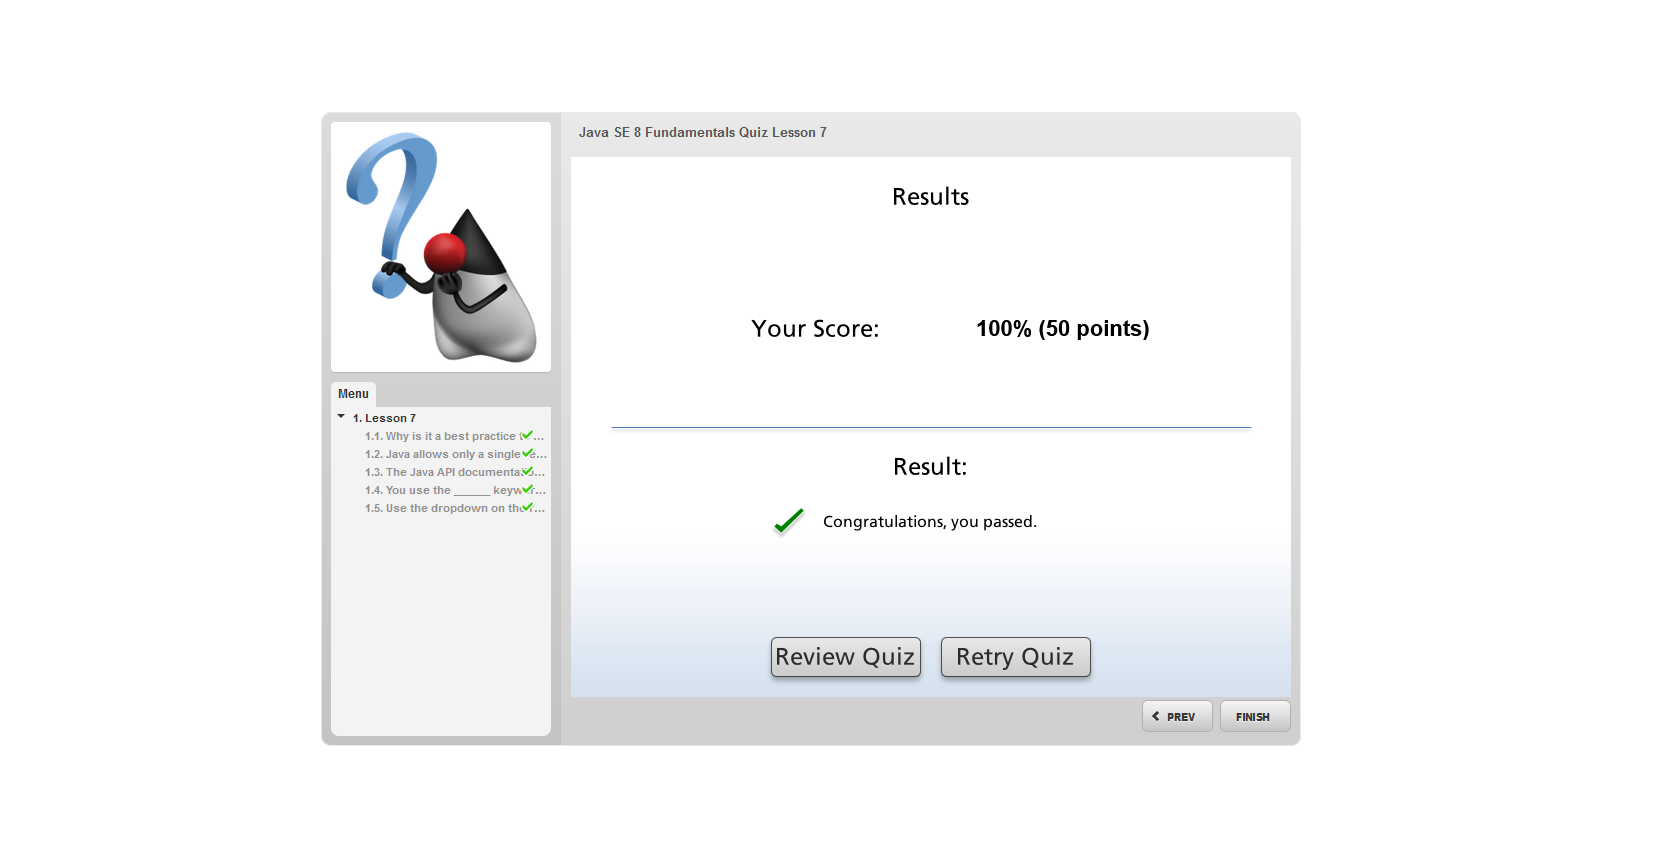 Java SE 8 Fundamentals Quiz Lesson 7
Results
Your Score: 100% (50 points)
Result:
Congratulations, you passed.
Review Quiz Retry Quiz
PREV FINISH
Menu
1. Lesson 7
1.1. Why is it a best practice
1.2. Java allows only a single
1.3. The Java API
1.4. You use the ______
1.5. Use the dropdown on